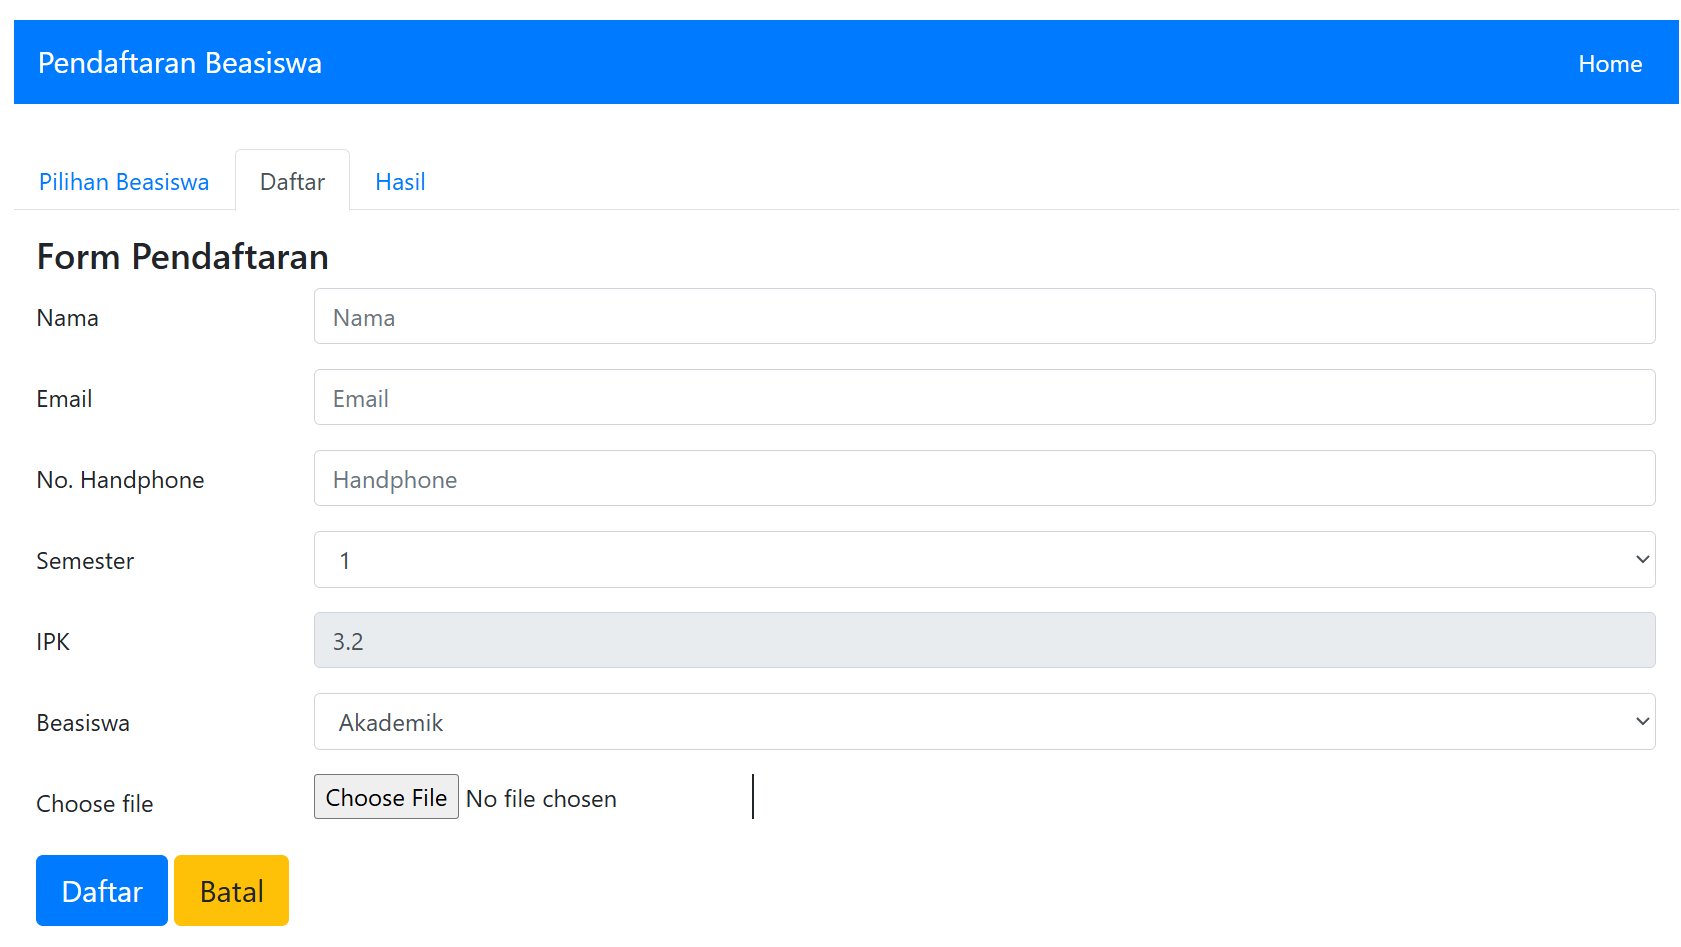 Pendaftaran Beasiswa Home
Pilihan Beasiswa Daftar Hasil
Form Pendaftaran
Nama Nama
Email Email
No. Handphone Handphone
Semester 1
IPK 3.2
Beasiswa Akademik
Choose file Choose File No file chosen
Daftar Batal